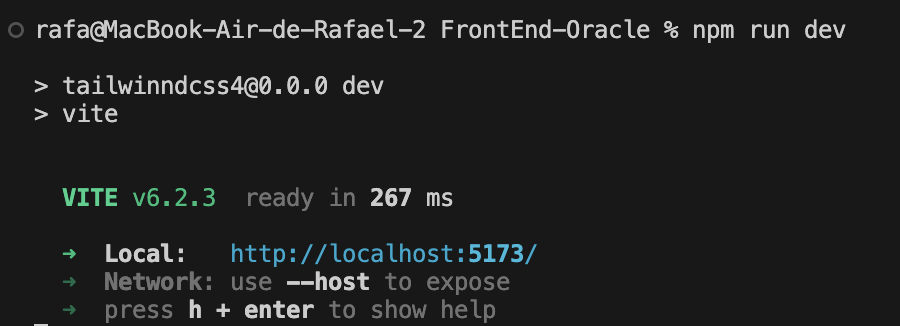 rafa@MacBook-Air-de-Rafael-2 FrontEnd-Oracle % npm run dev
> tailwinndcss4@0.0.0 dev
> vite
VITE v6.2.3  ready in 267 ms
➜  Local:   http://localhost:5173/
➜  Network: use --host to expose
➜  press h + enter to show help